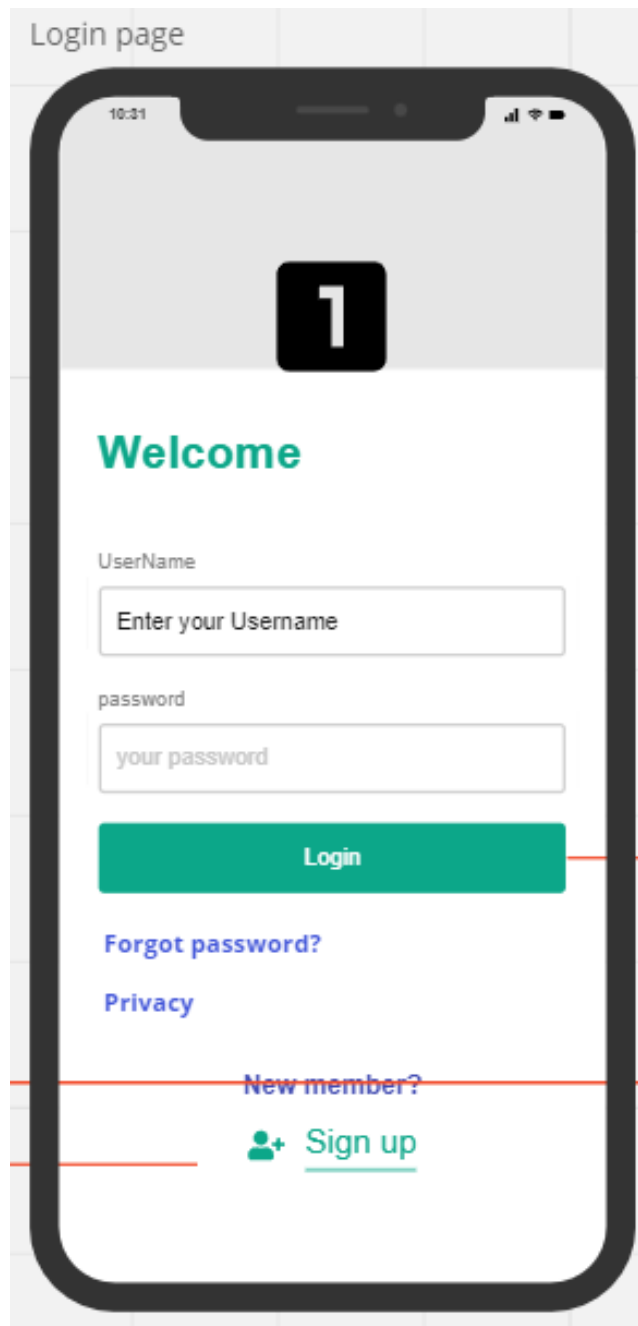 Login page
10:31
1
Welcome
UserName
Enter your Username
password
your password
Login
Forgot password?
Privacy
New member?
Sign up